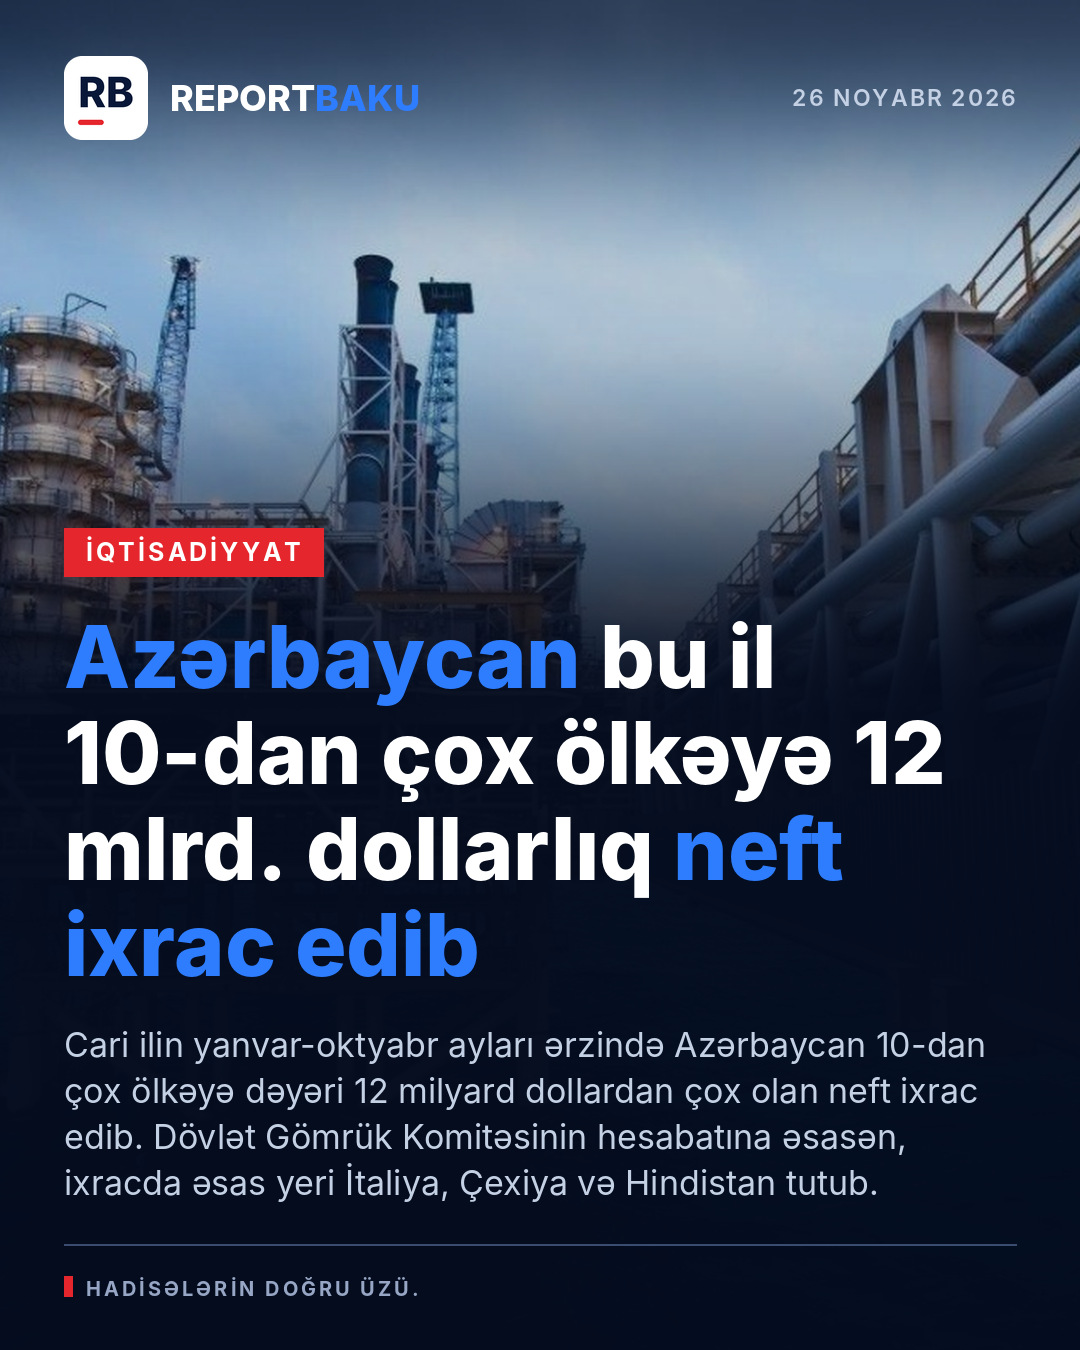 RB
REPORTBAKU
26 NOYABR 2026
İQTİSADİYYAT
Azərbaycan bu il
10-dan çox ölkəyə 12
mlrd. dollarlıq neft
ixrac edib
Cari ilin yanvar-oktyabr ayları ərzində Azərbaycan 10-dan
çox ölkəyə dəyəri 12 milyard dollardan çox olan neft ixrac
edib. Dövlət Gömrük Komitəsinin hesabatına əsasən,
ixracda əsas yeri İtaliya, Çexiya və Hindistan tutub.
HADİSƏLƏRİN DOĞRU ÜZÜ.